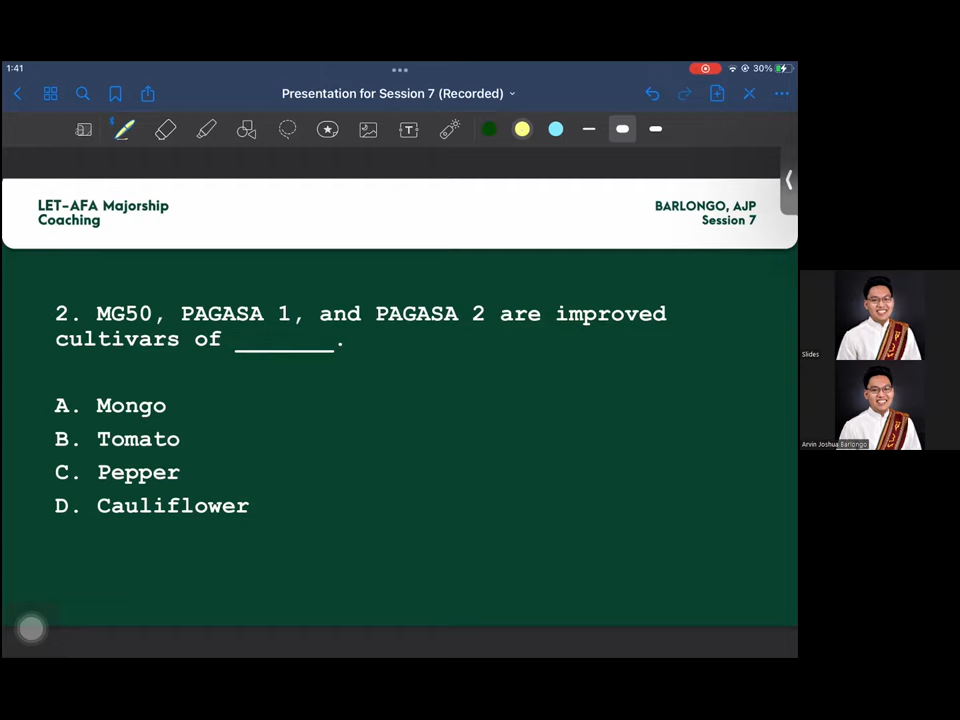 1:41
30%
Presentation for Session 7 (Recorded)
T
LET-AFA Majorship
Coaching
BARLONGO, AJP
Session 7
2. MG50, PAGASA 1, and PAGASA 2 are improved
cultivars of _______.
A. Mongo
B. Tomato
C. Pepper
D. Cauliflower
Slides
Arvin Joshua Barlongo